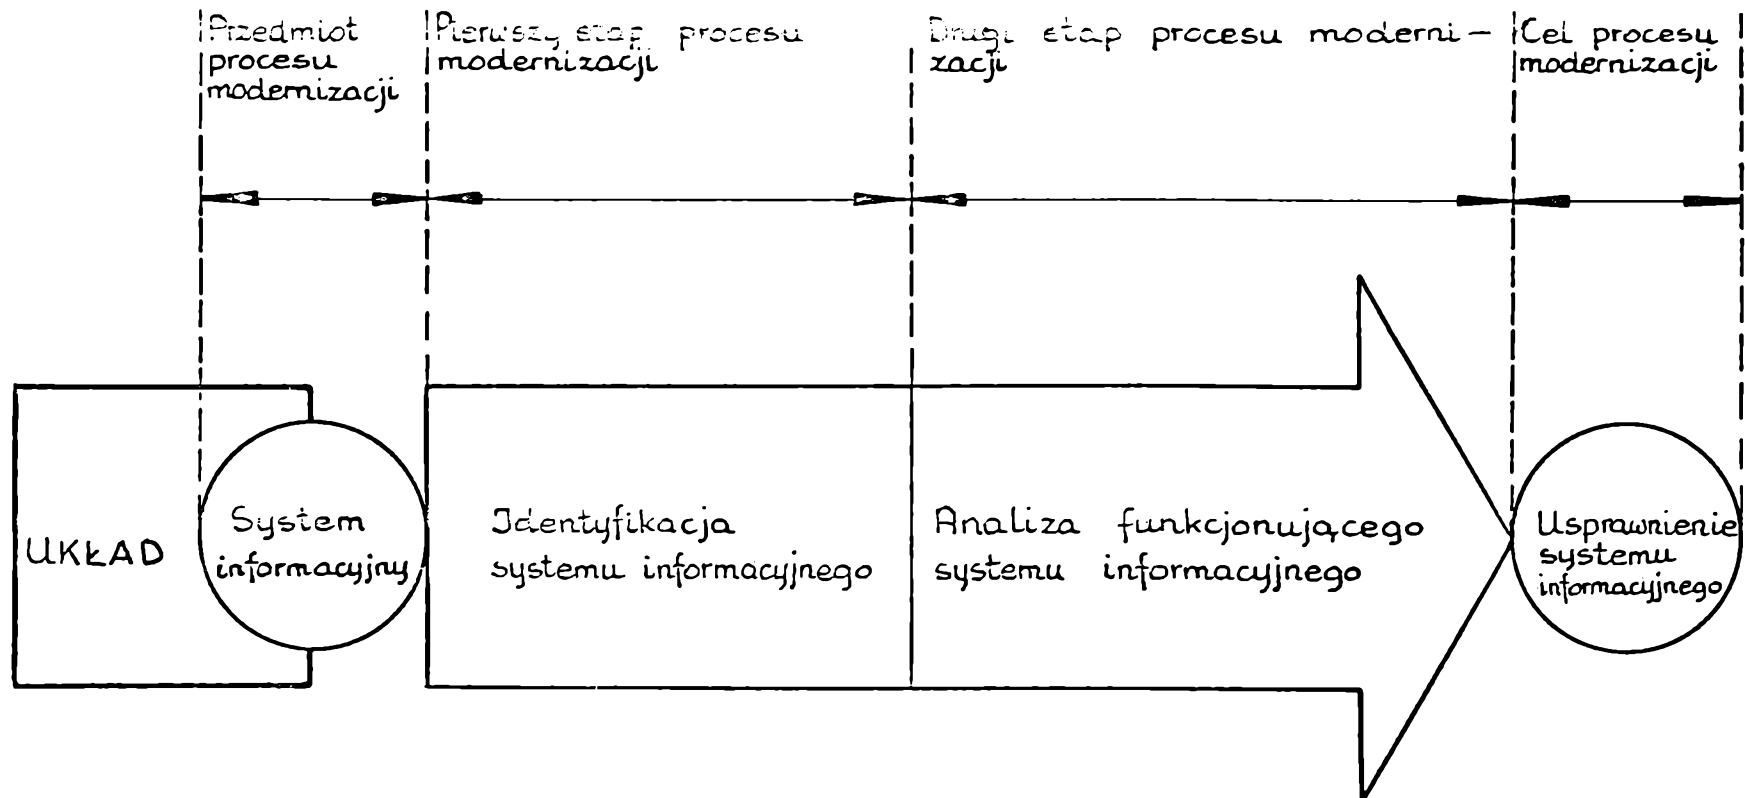 Przedmiot
procesu
modernizacji
Pierwszy etap procesu
modernizacji
Drugi etap procesu moderni-
zacji
Cel procesu
modernizacji
UKŁAD
System
informacyjny
Identyfikacja
systemu informacyjnego
Analiza funkcjonującego
systemu informacyjnego
Usprawnienie
systemu
informacyjnego